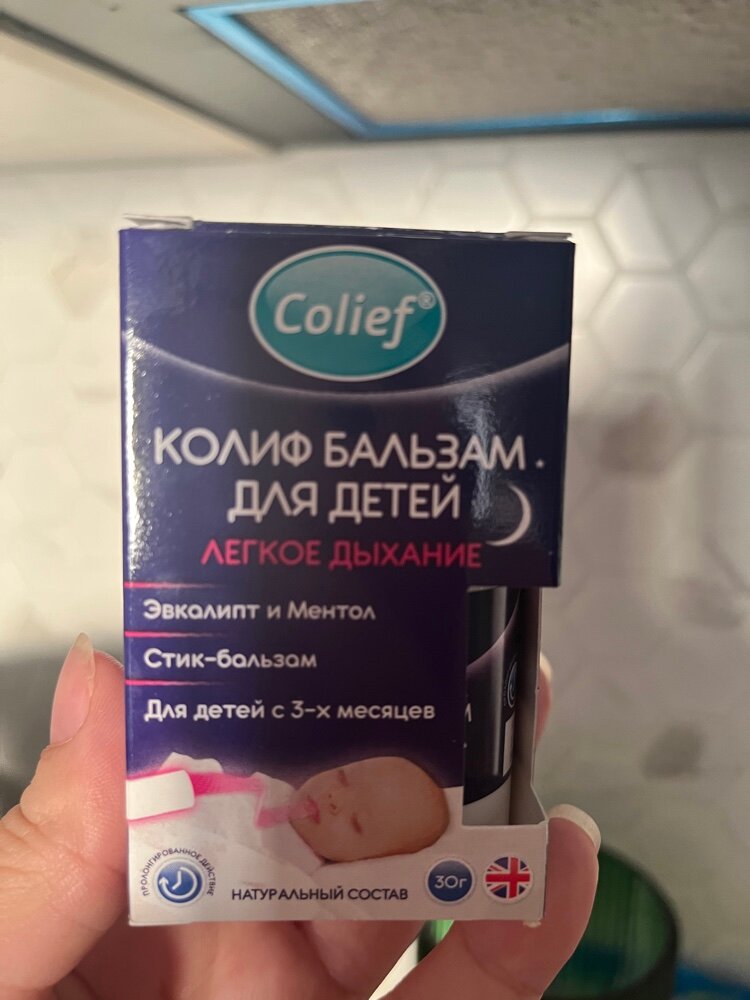 Colief®
КОЛИФ БАЛЬЗАМ
ДЛЯ ДЕТЕЙ
ЛЕГКОЕ ДЫХАНИЕ
Эвкалипт и Ментол
Стик-бальзам
Для детей с 3-х месяцев
ПРОЛОНГИРОВАННОЕ ДЕЙСТВИЕ
НАТУРАЛЬНЫЙ СОСТАВ
30г